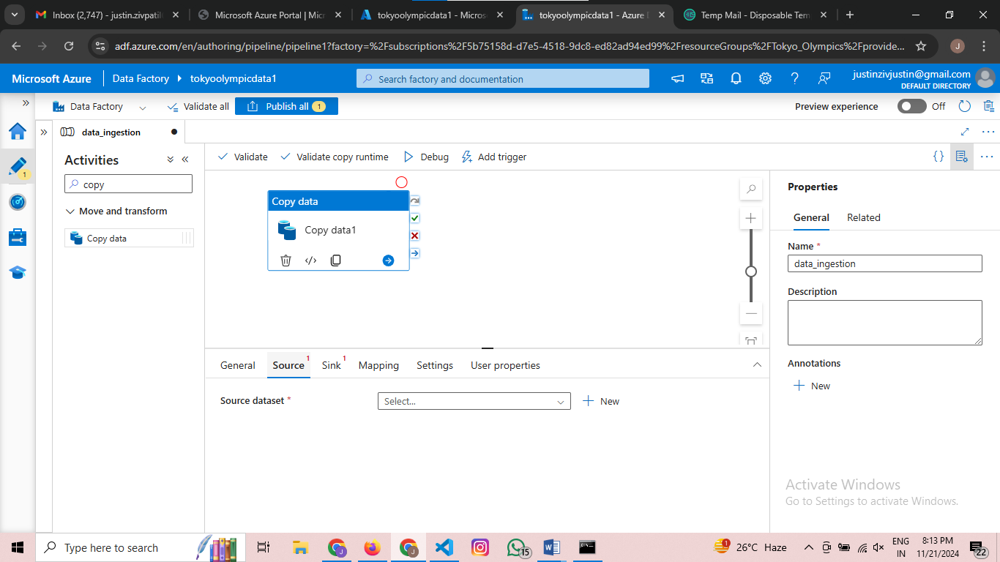 Inbox (2,747) - justin.zivpatil
Microsoft Azure Portal | Micr
tokyoolympicdata1 - Micros
tokyoolympicdata1 - Azure D
Temp Mail - Disposable Tem
adf.azure.com/en/authoring/pipeline/pipeline1?factory=%2Fsubscriptions%2F5b75158d-d7e5-4518-9dc8-ed82ad94ed99%2FresourceGroups%2FTokyo_Olympics%2Fprovide...
J
Microsoft Azure
Data Factory
tokyoolympicdata1
Search factory and documentation
justinzivjustin@gmail.com
DEFAULT DIRECTORY
Data Factory
Validate all
Publish all 1
Preview experience
Off
data_ingestion
1
Activities
copy
Move and transform
Copy data
Validate
Validate copy runtime
Debug
Add trigger
Copy data
Copy data1
General
Source 1
Sink 1
Mapping
Settings
User properties
Source dataset *
Select...
New
Properties
General
Related
Name *
data_ingestion
Description
Annotations
New
Activate Windows
Go to Settings to activate Windows.
Type here to search
J
J
15
1
26°C Haze
ENG
IN
8:13 PM
11/21/2024
22